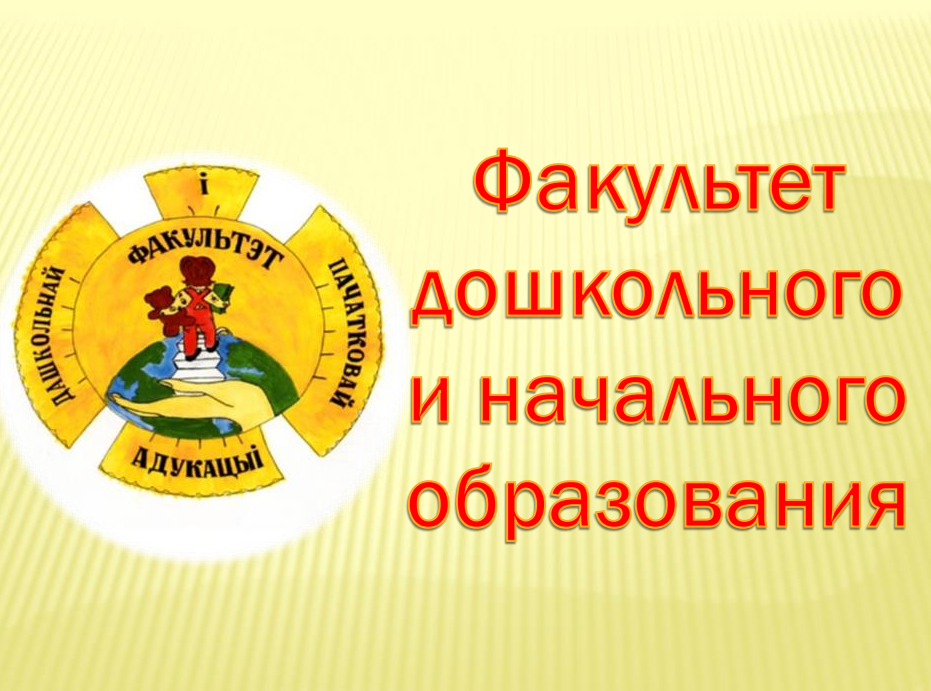 і
ФАКУЛЬТЭТ
ДАШКОЛЬНАЙ
ПАЧАТКОВАЙ
АДУКАЦЫІ
Факультет
дошкольного
и начального
образования